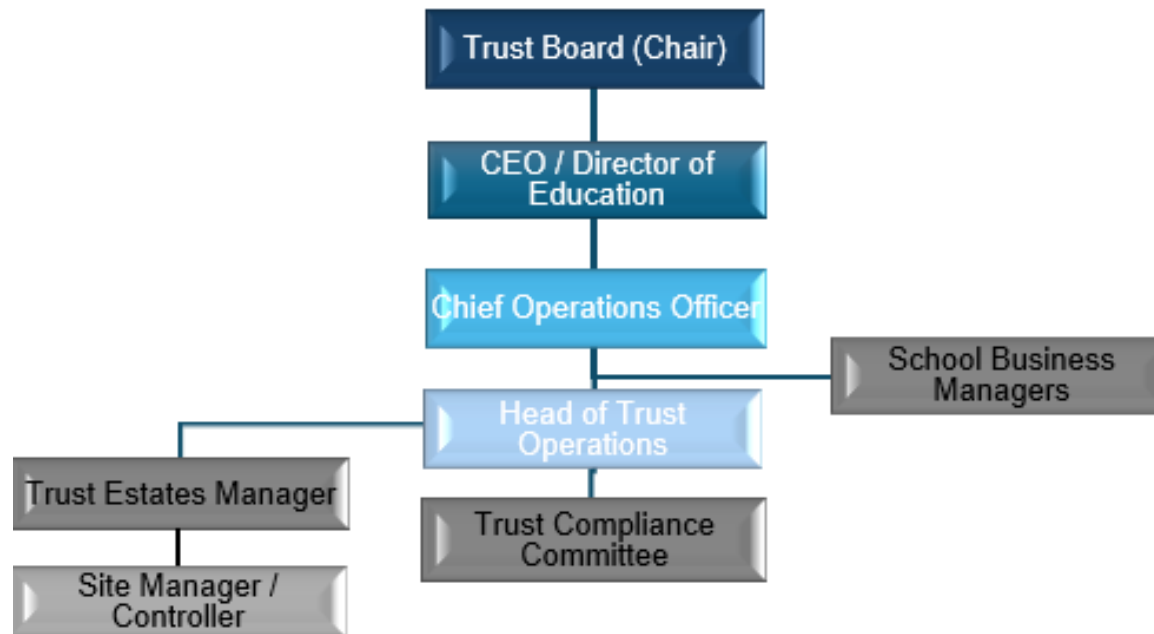 Trust Board (Chair)
CEO / Director of
Education
Chief Operations Officer
School Business
Managers
Head of Trust
Operations
Trust Estates Manager
Trust Compliance
Committee
Site Manager /
Controller